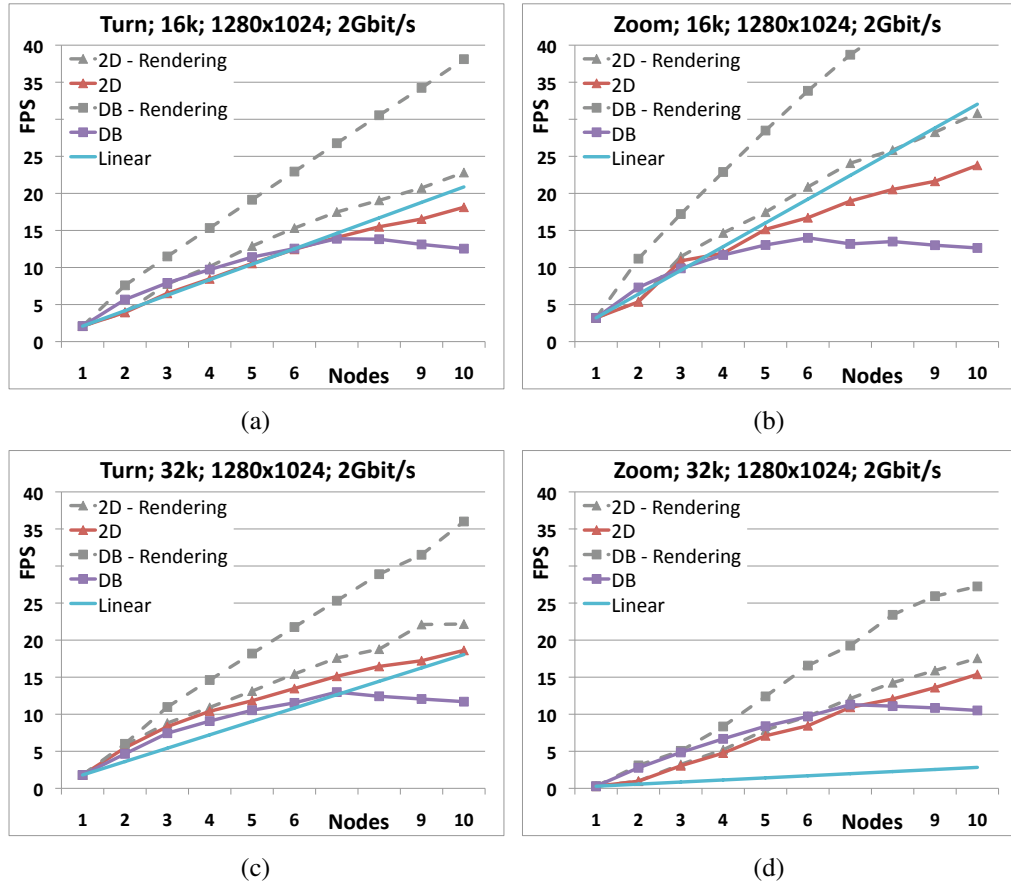 Turn; 16k; 1280x1024; 2Gbit/s
40
35
30
25
20
15
10
5
0
FPS
2D - Rendering
2D
DB - Rendering
DB
Linear
1 2 3 4 5 6 Nodes 9 10
(a)
Zoom; 16k; 1280x1024; 2Gbit/s
40
35
30
25
20
15
10
5
0
FPS
2D - Rendering
2D
DB - Rendering
DB
Linear
1 2 3 4 5 6 Nodes 9 10
(b)
Turn; 32k; 1280x1024; 2Gbit/s
40
35
30
25
20
15
10
5
0
FPS
2D - Rendering
2D
DB - Rendering
DB
Linear
1 2 3 4 5 6 Nodes 9 10
(c)
Zoom; 32k; 1280x1024; 2Gbit/s
40
35
30
25
20
15
10
5
0
FPS
2D - Rendering
2D
DB - Rendering
DB
Linear
1 2 3 4 5 6 Nodes 9 10
(d)